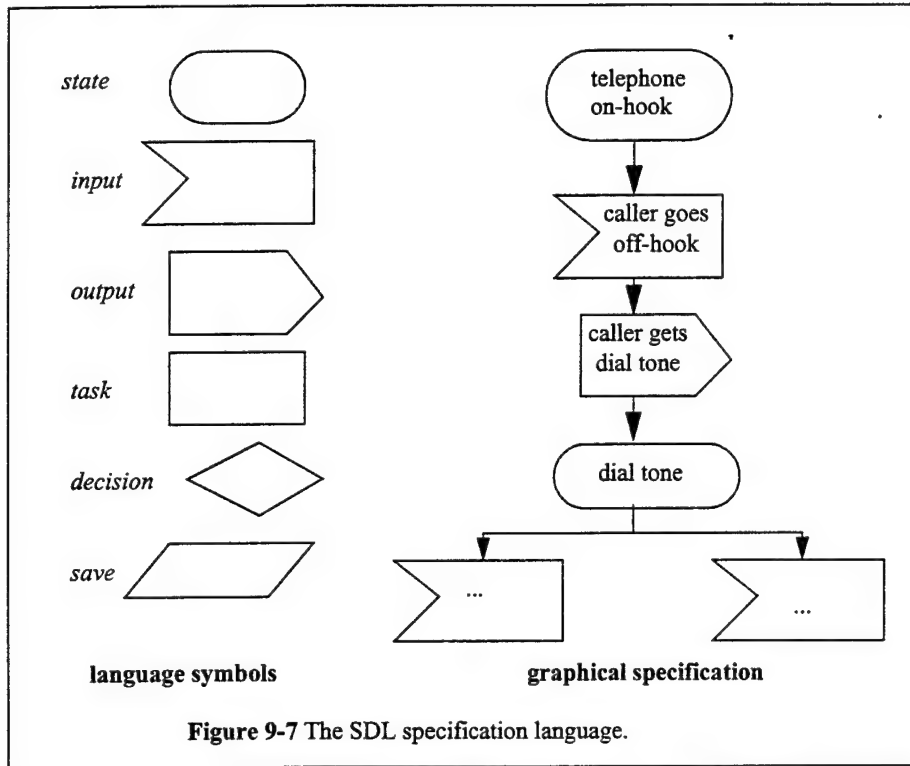 state
input
output
task
decision
save
language symbols
telephone
on-hook
caller goes
off-hook
caller gets
dial tone
dial tone
...
...
graphical specification
Figure 9-7 The SDL specification language.